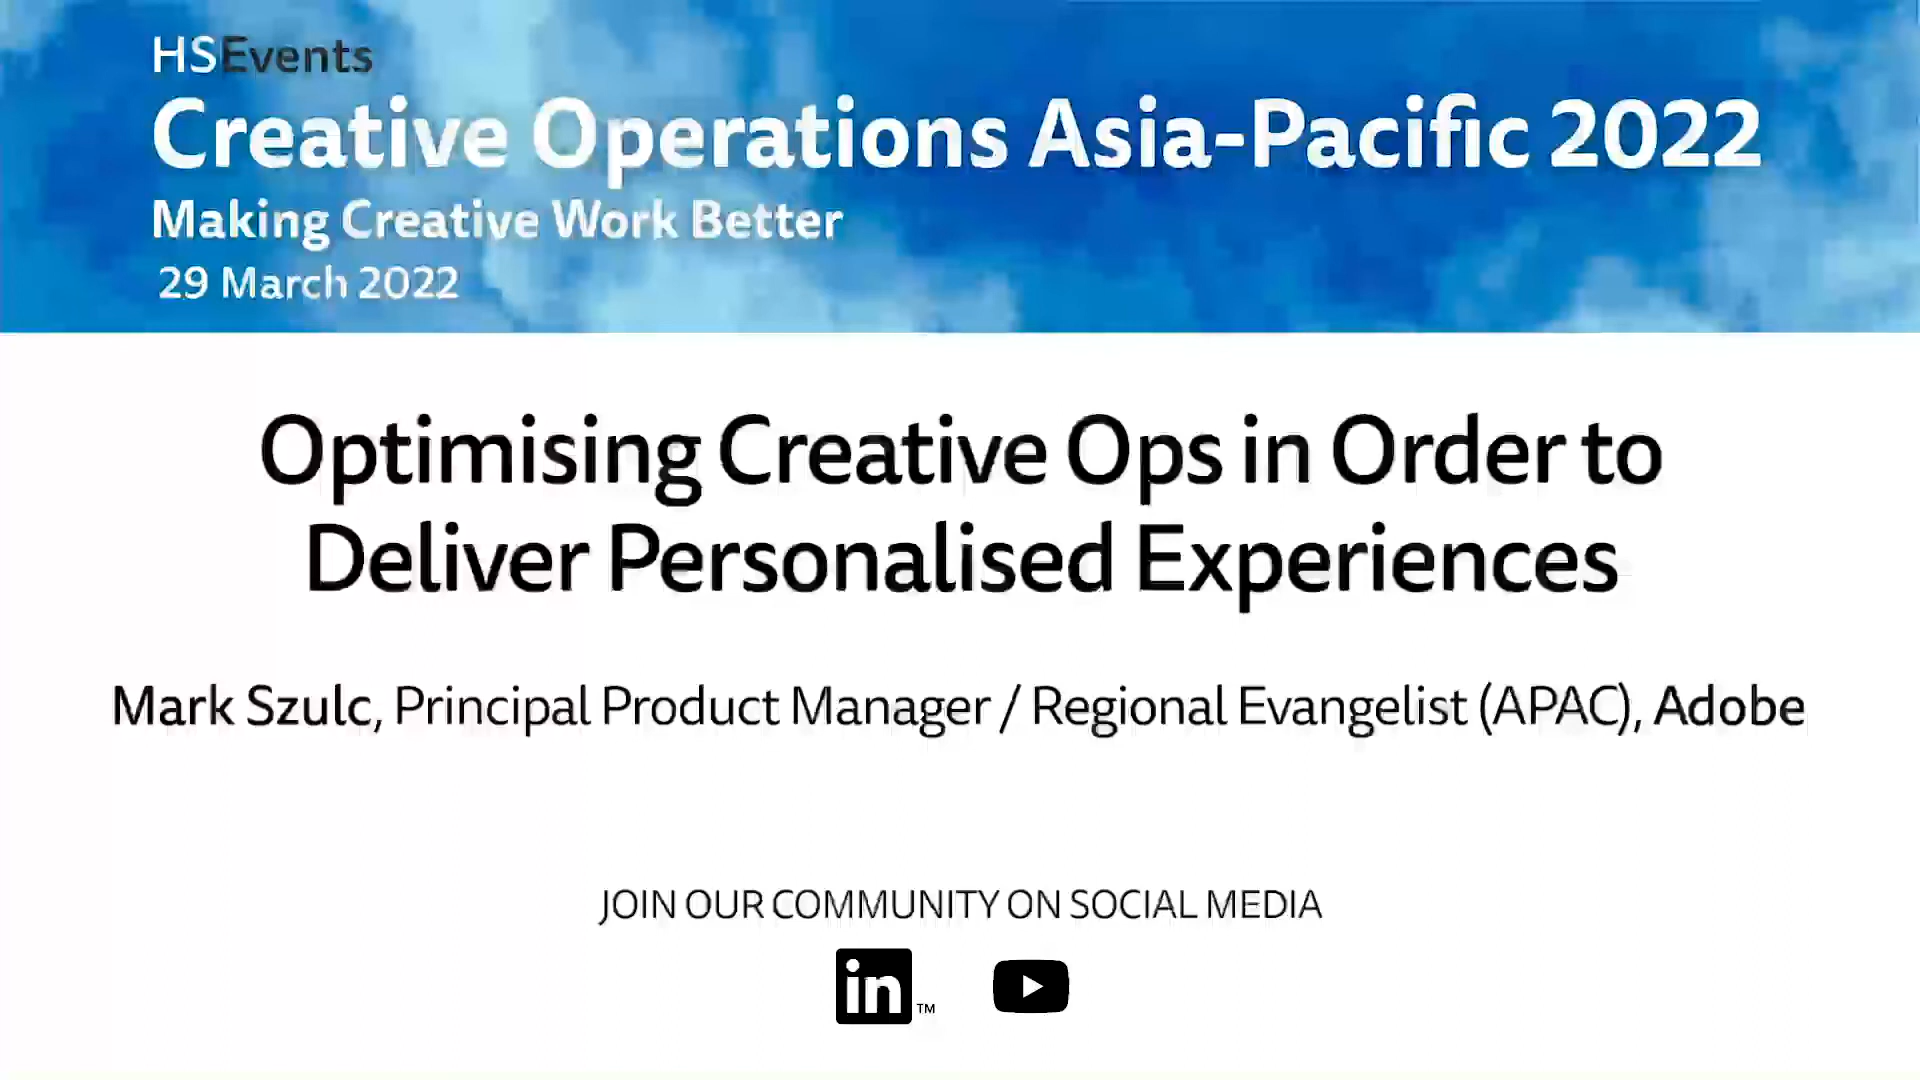 HSEvents
Creative Operations Asia-Pacific 2022
Making Creative Work Better
29 March 2022
Optimising Creative Ops in Order to
Deliver Personalised Experiences
Mark Szulc, Principal Product Manager / Regional Evangelist (APAC), Adobe
JOIN OUR COMMUNITY ON SOCIAL MEDIA
in TM